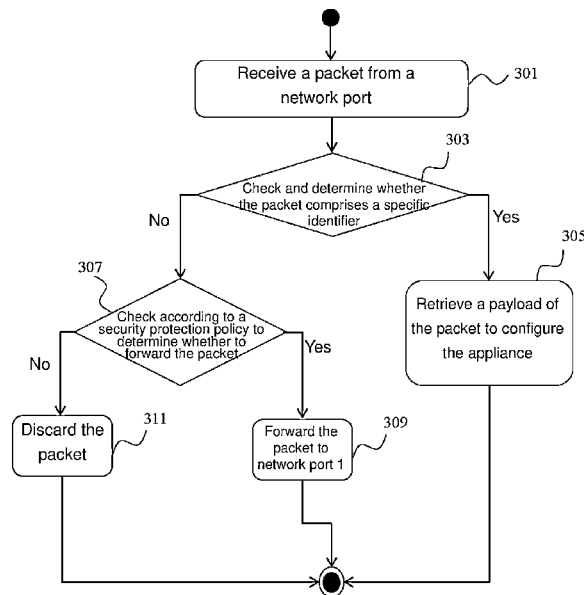 Receive a packet from a
network port
301
303
Check and determine whether
the packet comprises a specific
identifier
No
Yes
305
307
Retrieve a payload of
the packet to configure
the appliance
Check according to a
security protection policy to
determine whether to
forward the packet
No
Yes
Discard the
packet
311
Forward the
packet to
network port 1
309